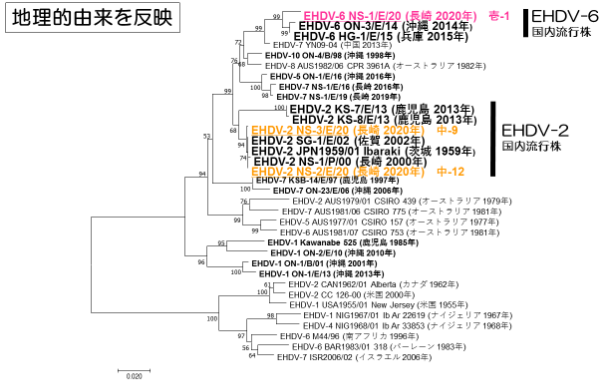 地理的由来を反映
EHDV-6 NS-1/E/20 (長崎 2020年) 壱-1
EHDV-6 ON-3/E/14 (沖縄 2014年)
EHDV-6 HG-1/E/15 (兵庫 2015年)
EHDV-6
国内流行株
EHDV-7 YN09-04 (中国 2013年)
EHDV-10 ON-4/B/98 (沖縄 1998年)
EHDV-8 AUS1982/06 CPR 3961A (オーストラリア 1982年)
EHDV-5 ON-1/E/16 (沖縄 2016年)
EHDV-7 NS-1/E/16 (長崎 2016年)
EHDV-7 NS-1/E/19 (長崎 2019年)
EHDV-2 KS-7/E/13 (鹿児島 2013年)
EHDV-2 KS-8/E/13 (鹿児島 2013年)
EHDV-2 NS-3/E/20 (長崎 2020年) 中-9
EHDV-2 SG-1/E/02 (佐賀 2002年)
EHDV-2 JPN1959/01 Ibaraki (茨城 1959年)
EHDV-2 NS-1/P/00 (長崎 2000年)
EHDV-2 NS-2/E/20 (長崎 2020年) 中-12
EHDV-2
国内流行株
EHDV-7 KSB-14/E/97 (鹿児島 1997年)
EHDV-7 ON-23/E/06 (沖縄 2006年)
EHDV-2 AUS1979/01 CSIRO 439 (オーストラリア 1979年)
EHDV-7 AUS1981/06 CSIRO 775 (オーストラリア 1981年)
EHDV-5 AUS1977/01 CSIRO 157 (オーストラリア 1977年)
EHDV-6 AUS1981/07 CSIRO 753 (オーストラリア 1981年)
EHDV-1 Kawanabe 525 (鹿児島 1985年)
EHDV-1 ON-2/E/10 (沖縄 2010年)
EHDV-1 ON-1/B/01 (沖縄 2001年)
EHDV-1 ON-1/E/13 (沖縄 2013年)
EHDV-2 CAN1962/01 Alberta (カナダ 1962年)
EHDV-2 CC 126-00 (米国 2000年)
EHDV-1 USA1955/01 New Jersey (米国 1955年)
EHDV-1 NIG1967/01 Ib Ar 22619 (ナイジェリア 1967年)
EHDV-4 NIG1968/01 Ib Ar 33853 (ナイジェリア 1968年)
EHDV-6 M44/96 (南アフリカ 1996年)
EHDV-6 BAR1983/01 318 (バーレーン 1983年)
EHDV-7 ISR2006/02 (イスラエル 2006年)
0.020